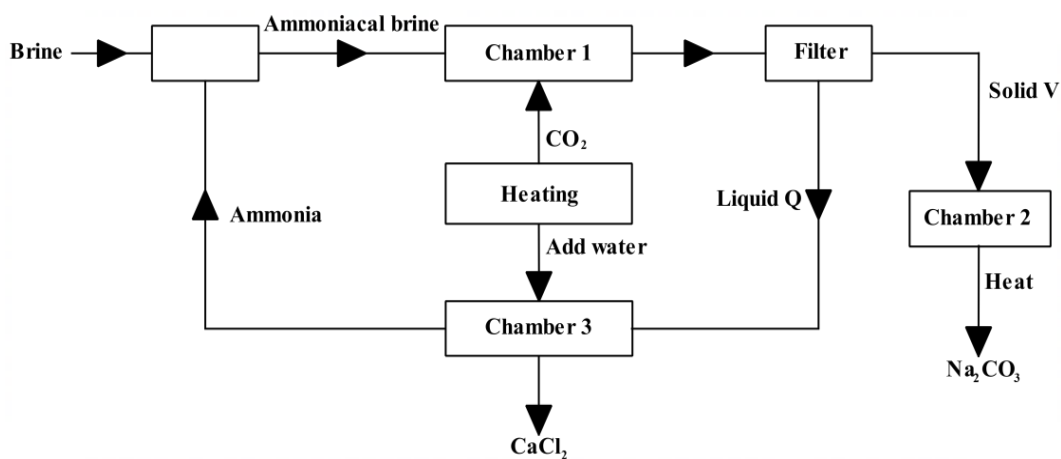 Ammoniacal brine
Brine
Chamber 1
Filter
Solid V
CO₂
Heating
Liquid Q
Ammonia
Chamber 2
Add water
Heat
Chamber 3
Na₂CO₃
CaCl₂